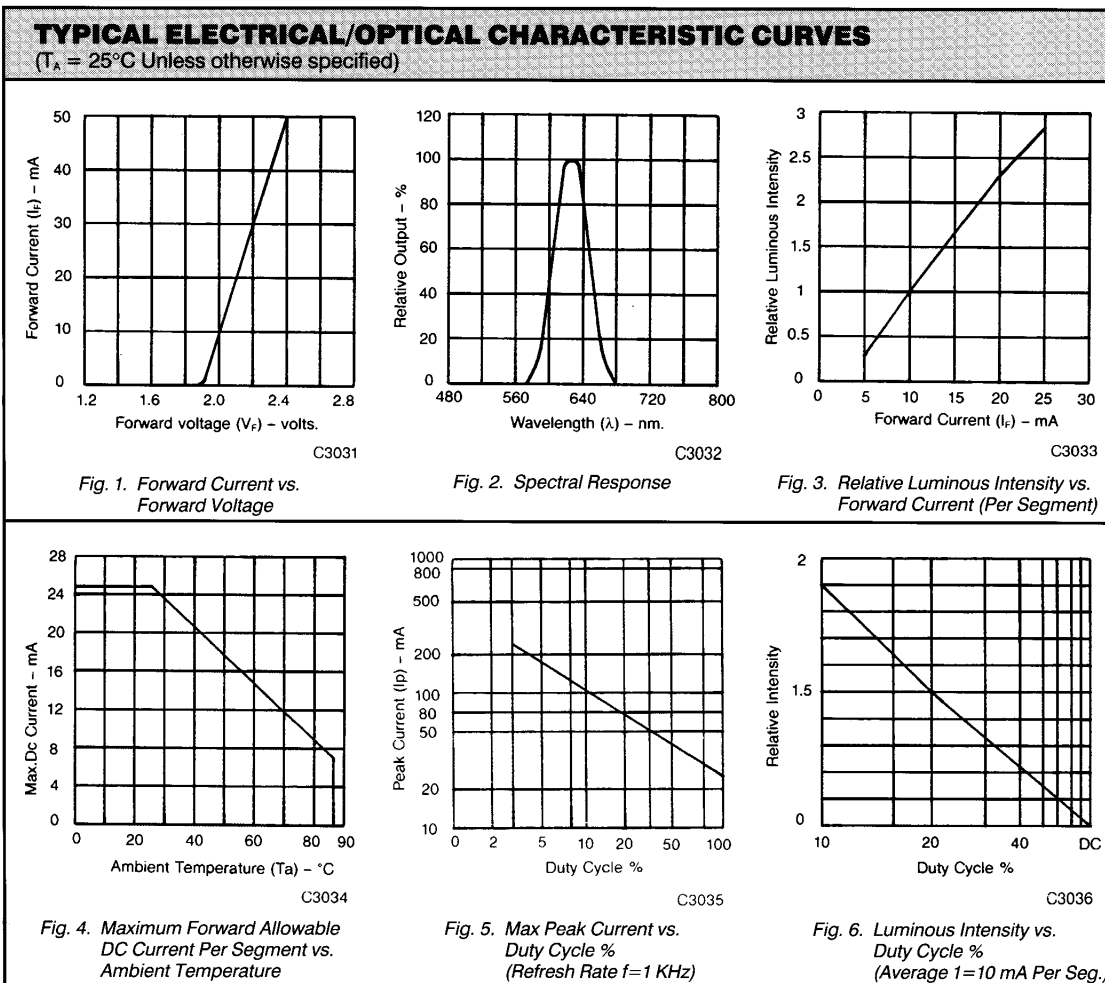 TYPICAL ELECTRICAL/OPTICAL CHARACTERISTIC CURVES
(TA = 25°C Unless otherwise specified)
Forward Current (IF) – mA
50
40
30
20
10
0
1.2 1.6 2.0 2.4 2.8
Forward voltage (VF) – volts.
C3031
Fig. 1. Forward Current vs.
Forward Voltage
Relative Output – %
120
100
80
60
40
20
0
480 560 640 720 800
Wavelength (λ) – nm.
C3032
Fig. 2. Spectral Response
Relative Luminous Intensity
3
2.5
2
1.5
1
0.5
0
0 5 10 15 20 25 30
Forward Current (IF) – mA
C3033
Fig. 3. Relative Luminous Intensity vs.
Forward Current (Per Segment)
Max.Dc Current – mA
28
24
20
16
12
8
4
0
0 20 40 60 80 90
Ambient Temperature (Ta) – °C
C3034
Fig. 4. Maximum Forward Allowable
DC Current Per Segment vs.
Ambient Temperature
Peak Current (Ip) – mA
1000
800
500
200
100
80
50
20
10
0 2 5 10 20 50 100
Duty Cycle %
C3035
Fig. 5. Max Peak Current vs.
Duty Cycle %
(Refresh Rate f=1 KHz)
Relative Intensity
2
1.5
0
10 20 40 DC
Duty Cycle %
C3036
Fig. 6. Luminous Intensity vs.
Duty Cycle %
(Average 1=10 mA Per Seg.)